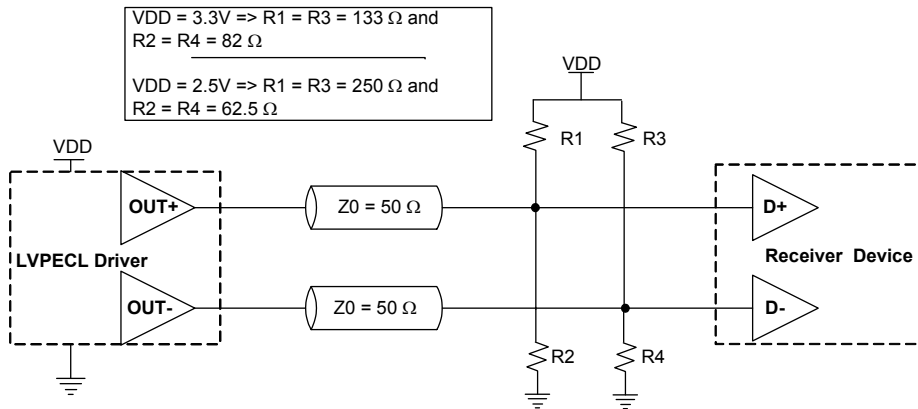 VDD = 3.3V => R1 = R3 = 133 Ω and
R2 = R4 = 82 Ω
VDD = 2.5V => R1 = R3 = 250 Ω and
R2 = R4 = 62.5 Ω
VDD
R1
R3
VDD
OUT+
Z0 = 50 Ω
D+
LVPECL Driver
Receiver Device
OUT-
Z0 = 50 Ω
D-
R2
R4